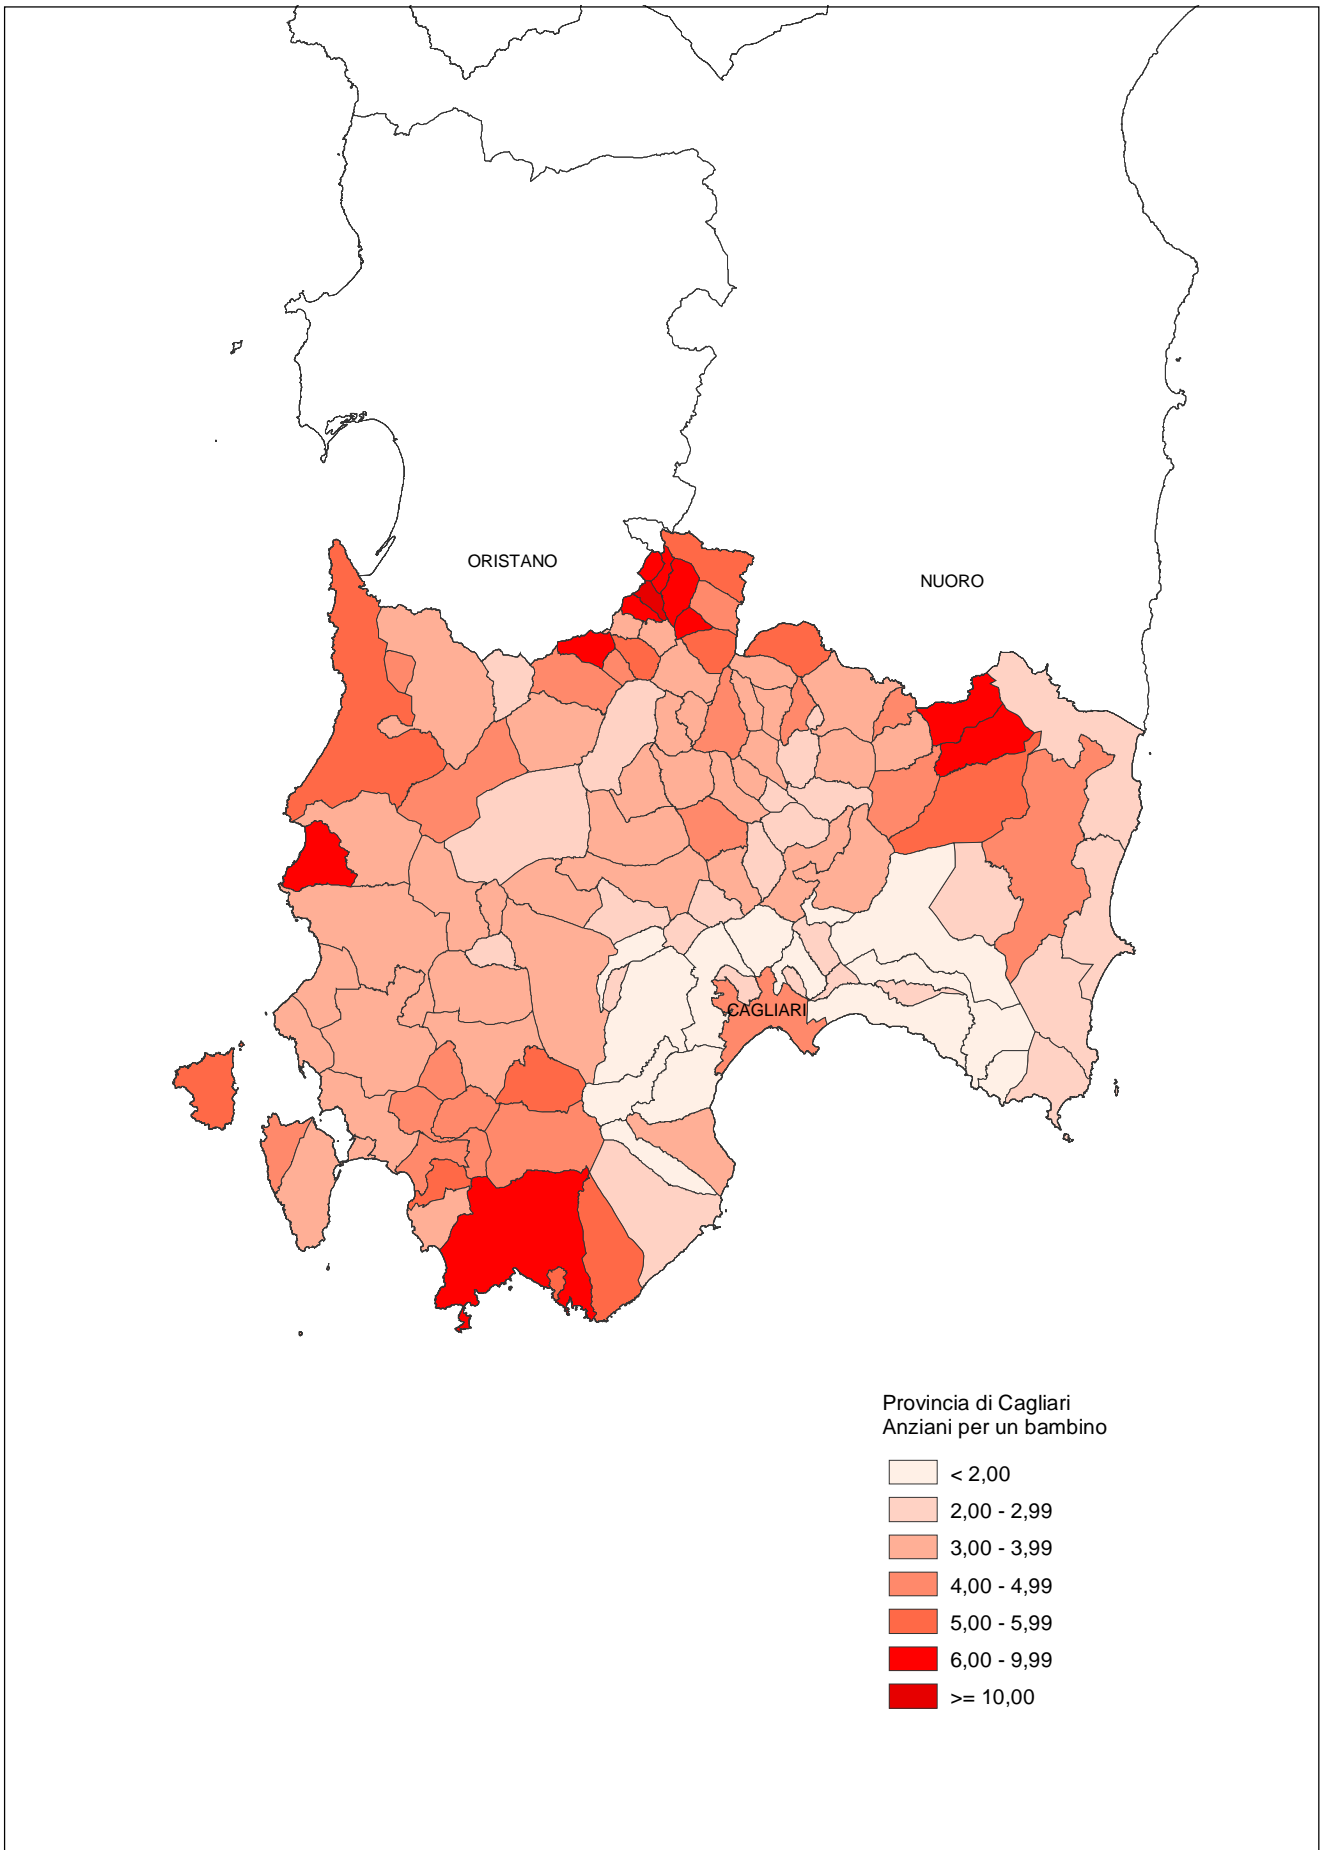 ORISTANO
NUORO
CAGLIARI
Provincia di Cagliari
Anziani per un bambino
< 2,00
2,00 - 2,99
3,00 - 3,99
4,00 - 4,99
5,00 - 5,99
6,00 - 9,99
>= 10,00